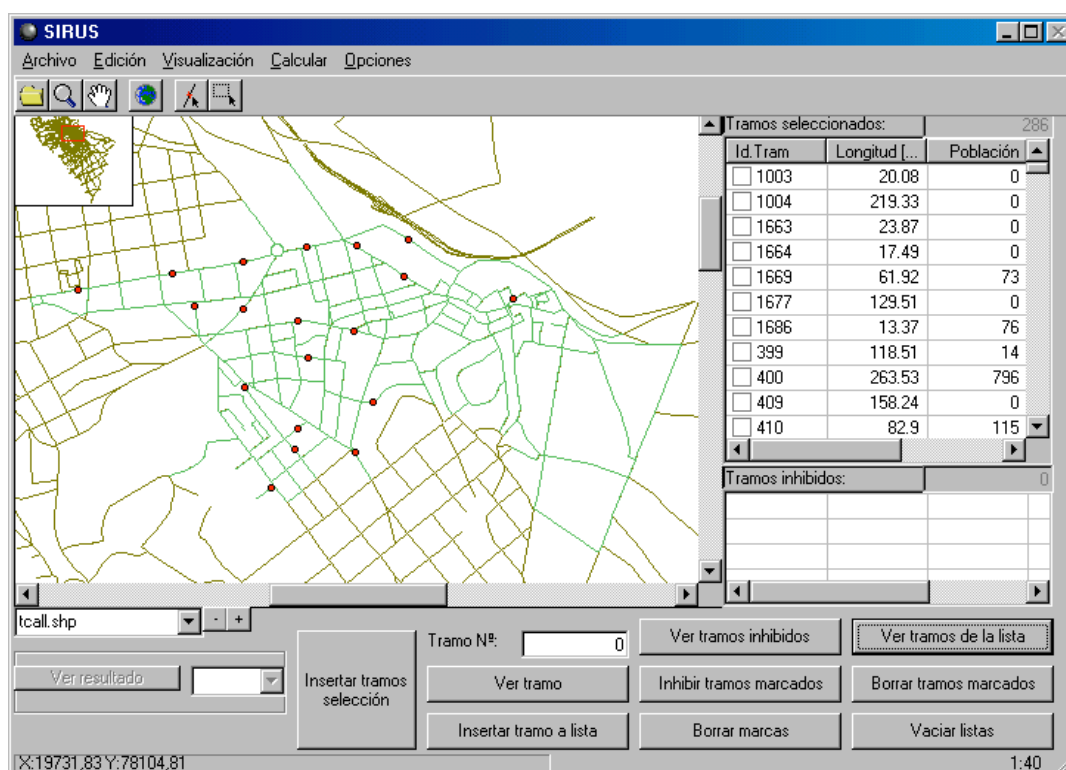 SIRUS
Archivo Edición Visualización Calcular Opciones
Tramos seleccionados: 286
Id.Tram Longitud [... Población
1003 20.08 0
1004 219.33 0
1663 23.87 0
1664 17.49 0
1669 61.92 73
1677 129.51 0
1686 13.37 76
399 118.51 14
400 263.53 796
409 158.24 0
410 82.9 115
Tramos inhibidos: 0
tcall.shp - +
Ver resultado
Insertar tramos selección
Tramo Nº: 0
Ver tramo
Insertar tramo a lista
Ver tramos inhibidos
Inhibir tramos marcados
Borrar marcas
Ver tramos de la lista
Borrar tramos marcados
Vaciar listas
X:19731,83 Y:78104,81
1:40